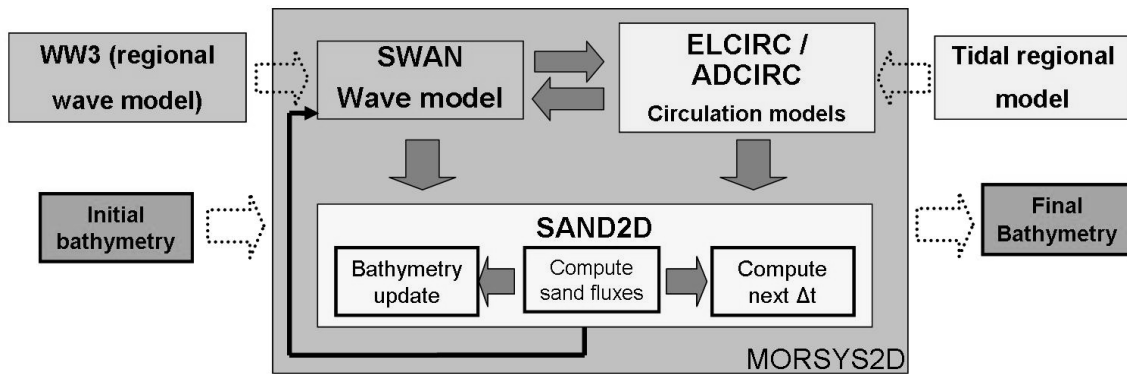 WW3 (regional
wave model)
SWAN
Wave model
ELCIRC /
ADCIRC
Circulation models
Tidal regional
model
Initial
bathymetry
SAND2D
Bathymetry
update
Compute
sand fluxes
Compute
next Δt
Final
Bathymetry
MORSYS2D